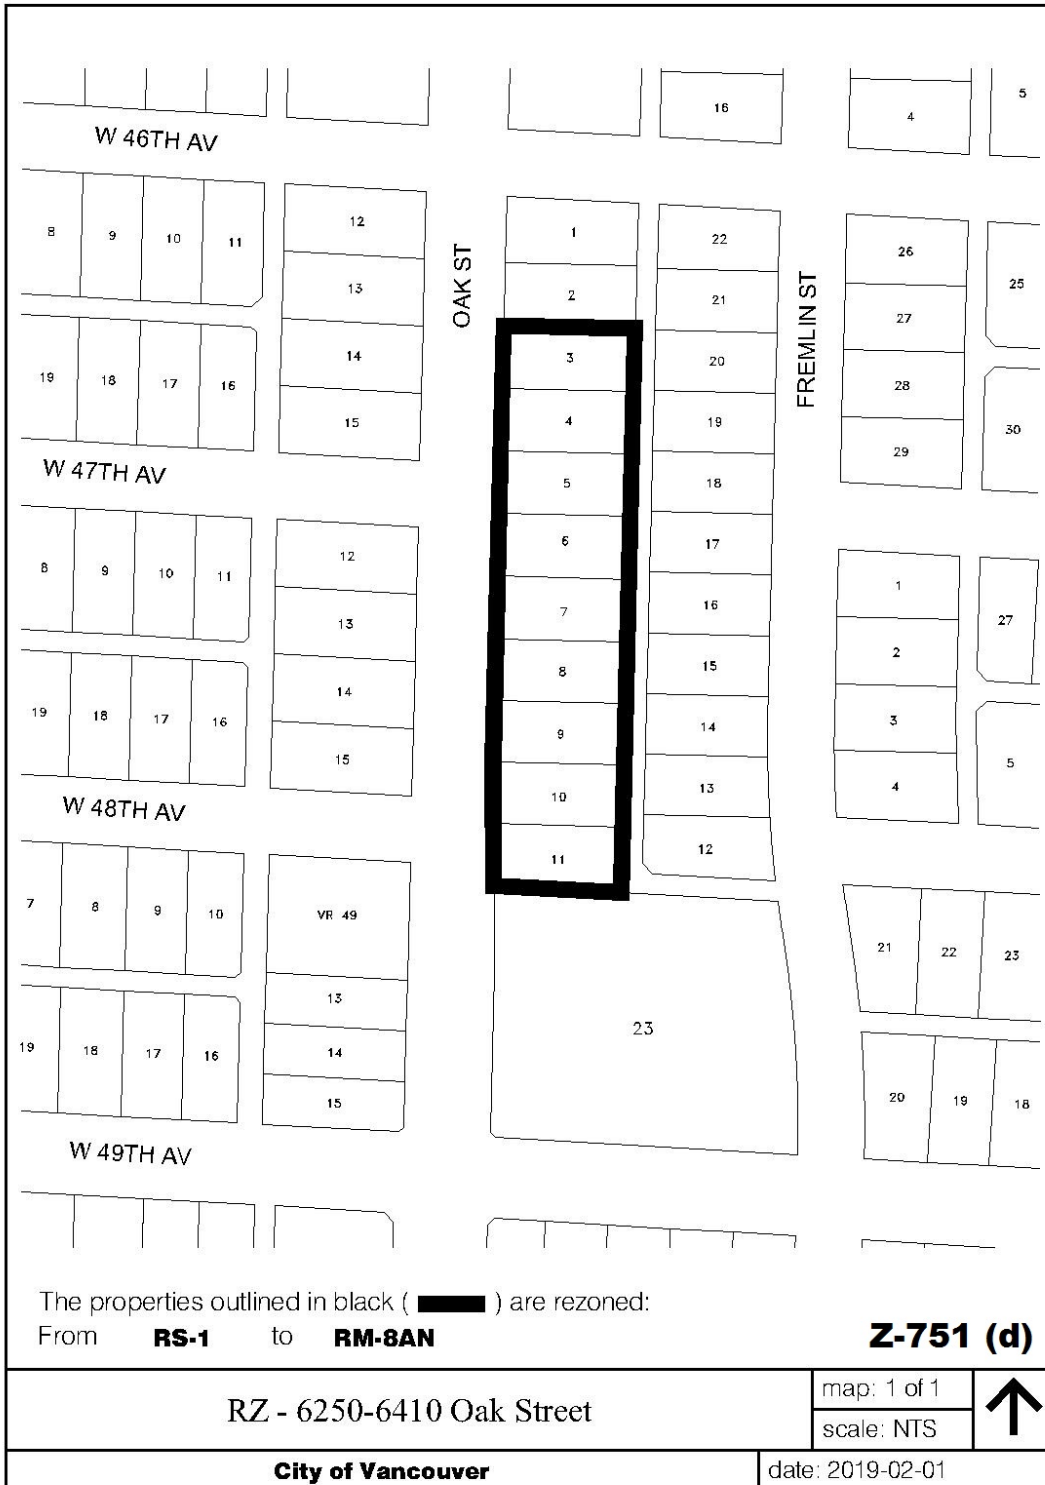 5
16
4
W 46TH AV
8 9 10 11
12
13
14
15
OAK ST
1
2
22
21
20
19
18
17
16
15
14
13
12
FREMLIN ST
26
27
28
29
25
30
19 18 17 16
W 47TH AV
3
4
5
6
7
8
9
10
11
8 9 10 11
12
13
14
15
1
2
3
4
27
5
19 18 17 16
W 48TH AV
7 8 9 10
VR 49
13
14
15
21 22 23
23
19 18 17 16
20 19 18
W 49TH AV
The properties outlined in black ( ) are rezoned:
From RS-1 to RM-8AN
Z-751 (d)
RZ - 6250-6410 Oak Street
map: 1 of 1
scale: NTS
City of Vancouver
date: 2019-02-01